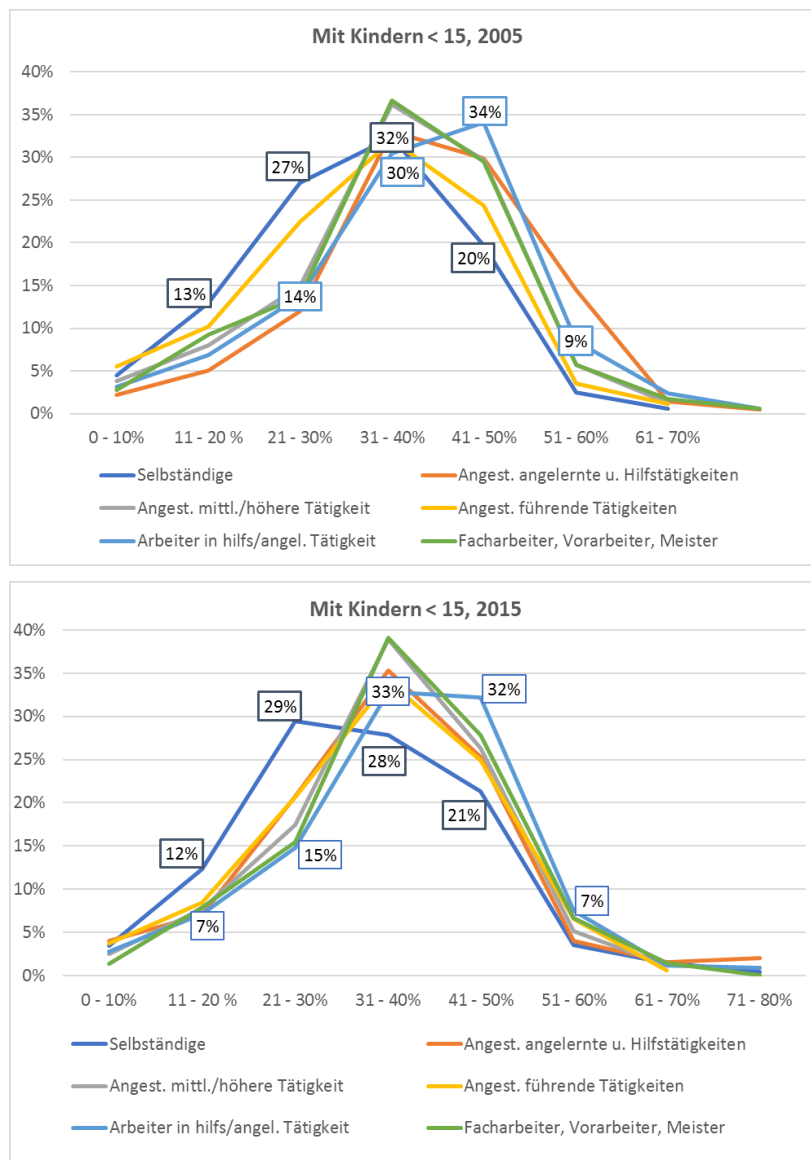 Mit Kindern < 15, 2005
40%
35%
30%
25%
20%
15%
10%
5%
0%
34%
32%
27%
30%
20%
13%
14%
9%
0 - 10%
11 - 20 %
21 - 30%
31 - 40%
41 - 50%
51 - 60%
61 - 70%
Selbständige
Angest. angelernte u. Hilfstätigkeiten
Angest. mittl./höhere Tätigkeit
Angest. führende Tätigkeiten
Arbeiter in hilfs/angel. Tätigkeit
Facharbeiter, Vorarbeiter, Meister
Mit Kindern < 15, 2015
40%
35%
30%
25%
20%
15%
10%
5%
0%
33%
32%
29%
28%
21%
12%
15%
7%
7%
0 - 10%
11 - 20 %
21 - 30%
31 - 40%
41 - 50%
51 - 60%
61 - 70%
71 - 80%
Selbständige
Angest. angelernte u. Hilfstätigkeiten
Angest. mittl./höhere Tätigkeit
Angest. führende Tätigkeiten
Arbeiter in hilfs/angel. Tätigkeit
Facharbeiter, Vorarbeiter, Meister